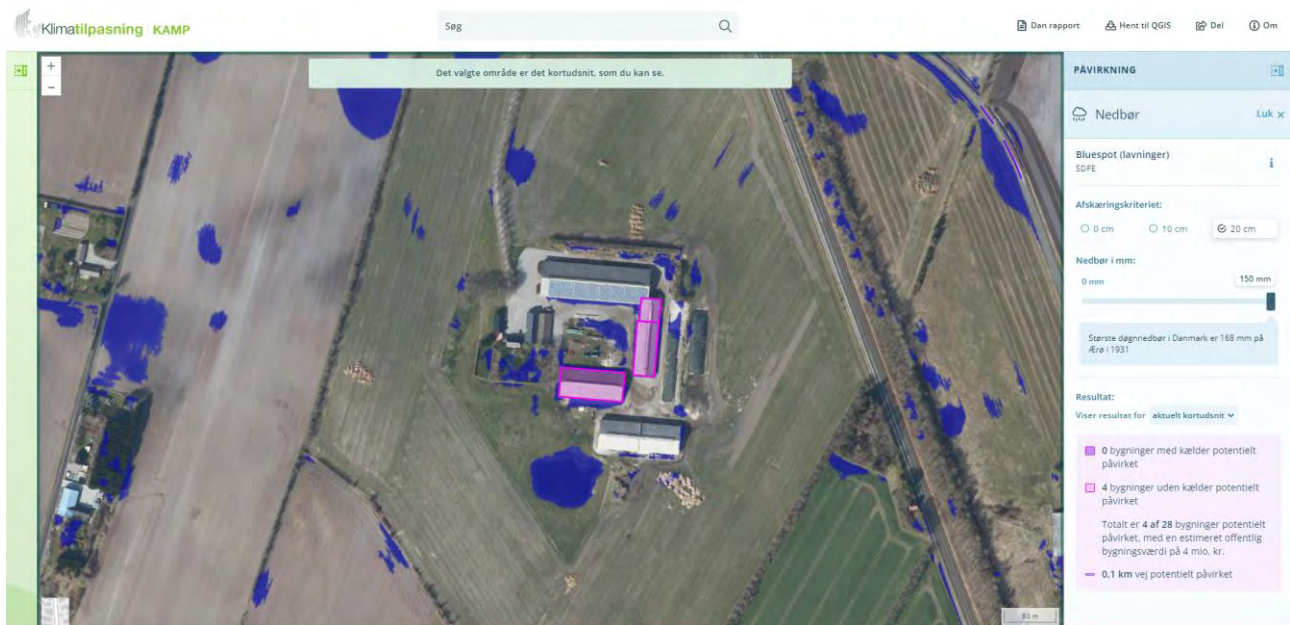 Klimatilpasning KAMP
Søg
Dan rapport
Hent til QGIS
Del
Om
Det valgte område er det kortudsnit, som du kan se.
+
−
PÅVIRKNING
Nedbør
Luk ×
Bluespot (lavninger)
SDFE
Afskæringskriteriet:
0 cm
10 cm
20 cm
Nedbør i mm:
0 mm
150 mm
Største døgnnedbør i Danmark er 168 mm på
Ærø i 1931
Resultat:
Viser resultat for aktuelt kortudsnit
0 bygninger med kælder potentielt
påvirket
4 bygninger uden kælder potentielt
påvirket
Totalt er 4 af 28 bygninger potentielt
påvirket, med en estimeret offentlig
bygningsværdi på 4 mio. kr.
0,1 km vej potentielt påvirket
50 m